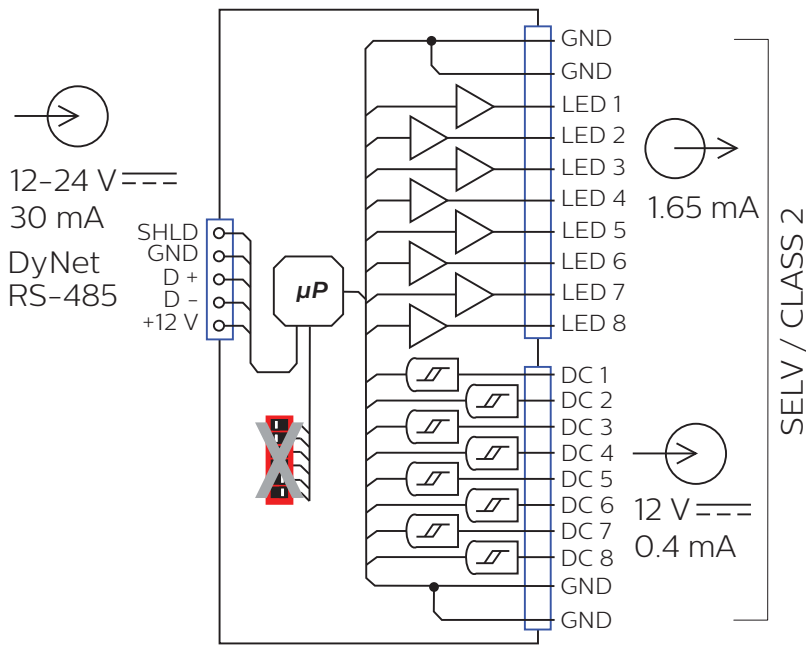 12-24 V
30 mA
DyNet
RS-485
SHLD
GND
D +
D -
+12 V
µP
GND
GND
LED 1
LED 2
LED 3
LED 4
LED 5
LED 6
LED 7
LED 8
DC 1
DC 2
DC 3
DC 4
DC 5
DC 6
DC 7
DC 8
GND
GND
1.65 mA
12 V
0.4 mA
SELV / CLASS 2